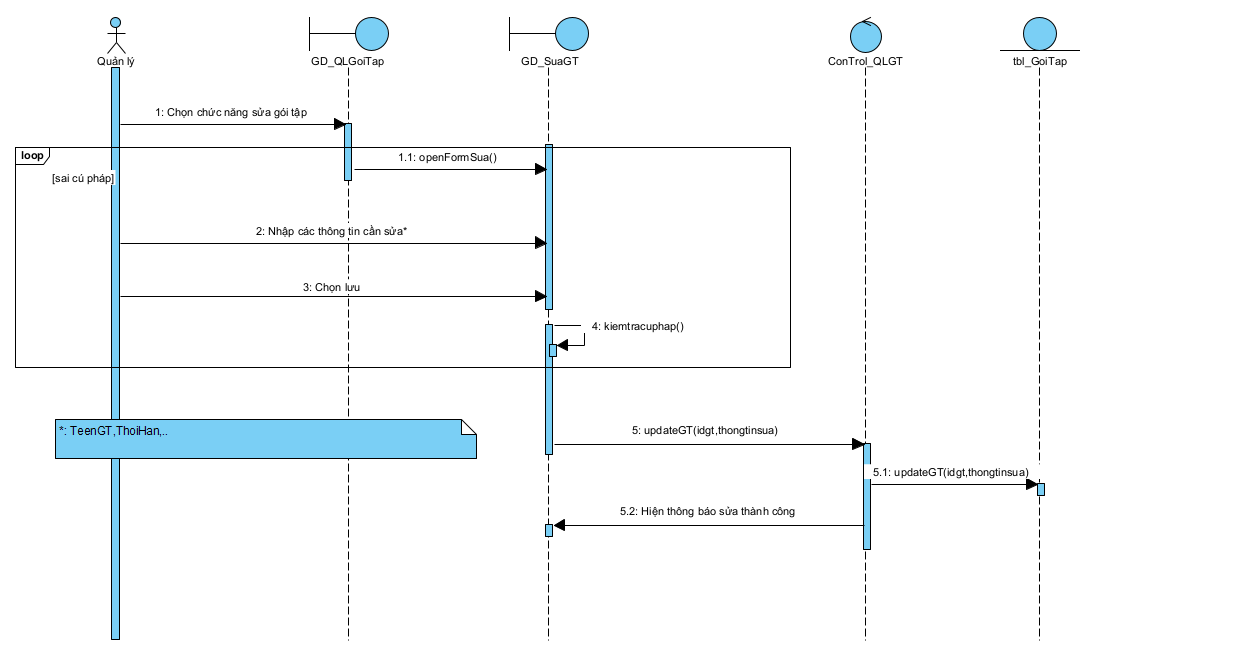 Quản lý
GD_QLGoiTap
GD_SuaGT
ConTrol_QLGT
tbl_GoiTap
1: Chọn chức năng sửa gói tập
loop
1.1: openFormSua()
[sai cú pháp]
2: Nhập các thông tin cần sửa*
3: Chọn lưu
4: kiemtracuphap()
*: TeenGT,ThoiHan,..
5: updateGT(idgt,thongtinsua)
5.1: updateGT(idgt,thongtinsua)
5.2: Hiện thông báo sửa thành công